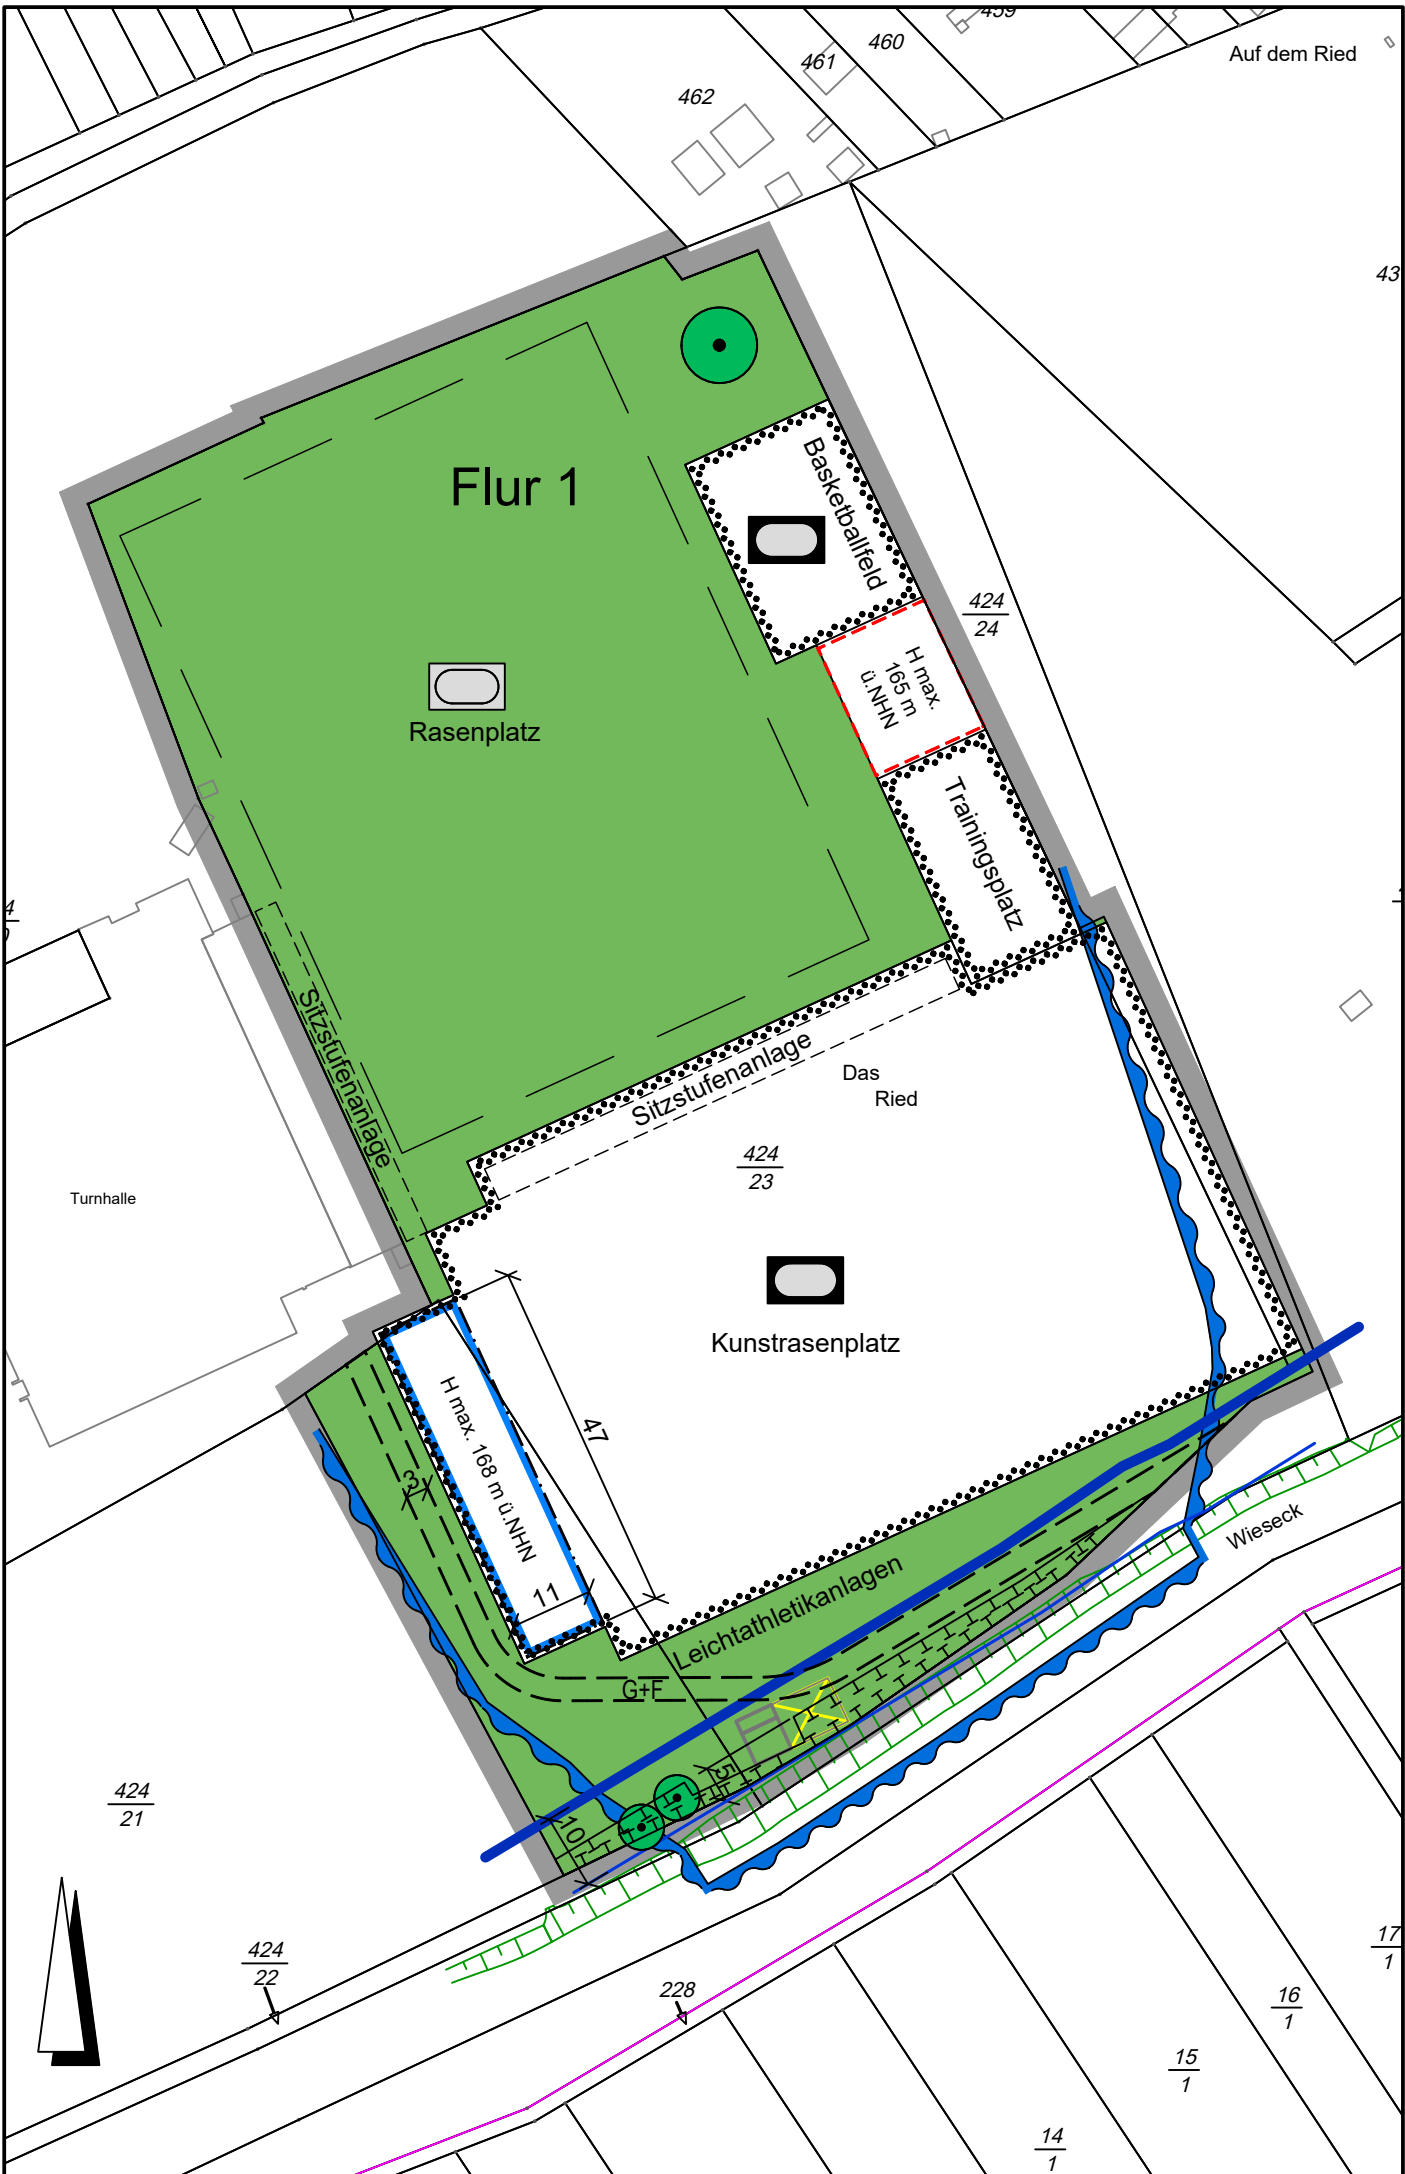 459
460
461
462
Auf dem Ried
43
Flur 1
Basketballfeld
424
24
H max.
165 m
ü.NHN
Rasenplatz
Trainingsplatz
4
Sitzstufenanlage
Sitzstufenanlage
Das
Ried
424
23
Turnhalle
Kunstrasenplatz
47
H max. 168 m ü.NHN
3
11
Wieseck
Leichtathletikanlagen
G+F
5
10
424
21
424
22
228
17
1
16
1
15
1
14
1